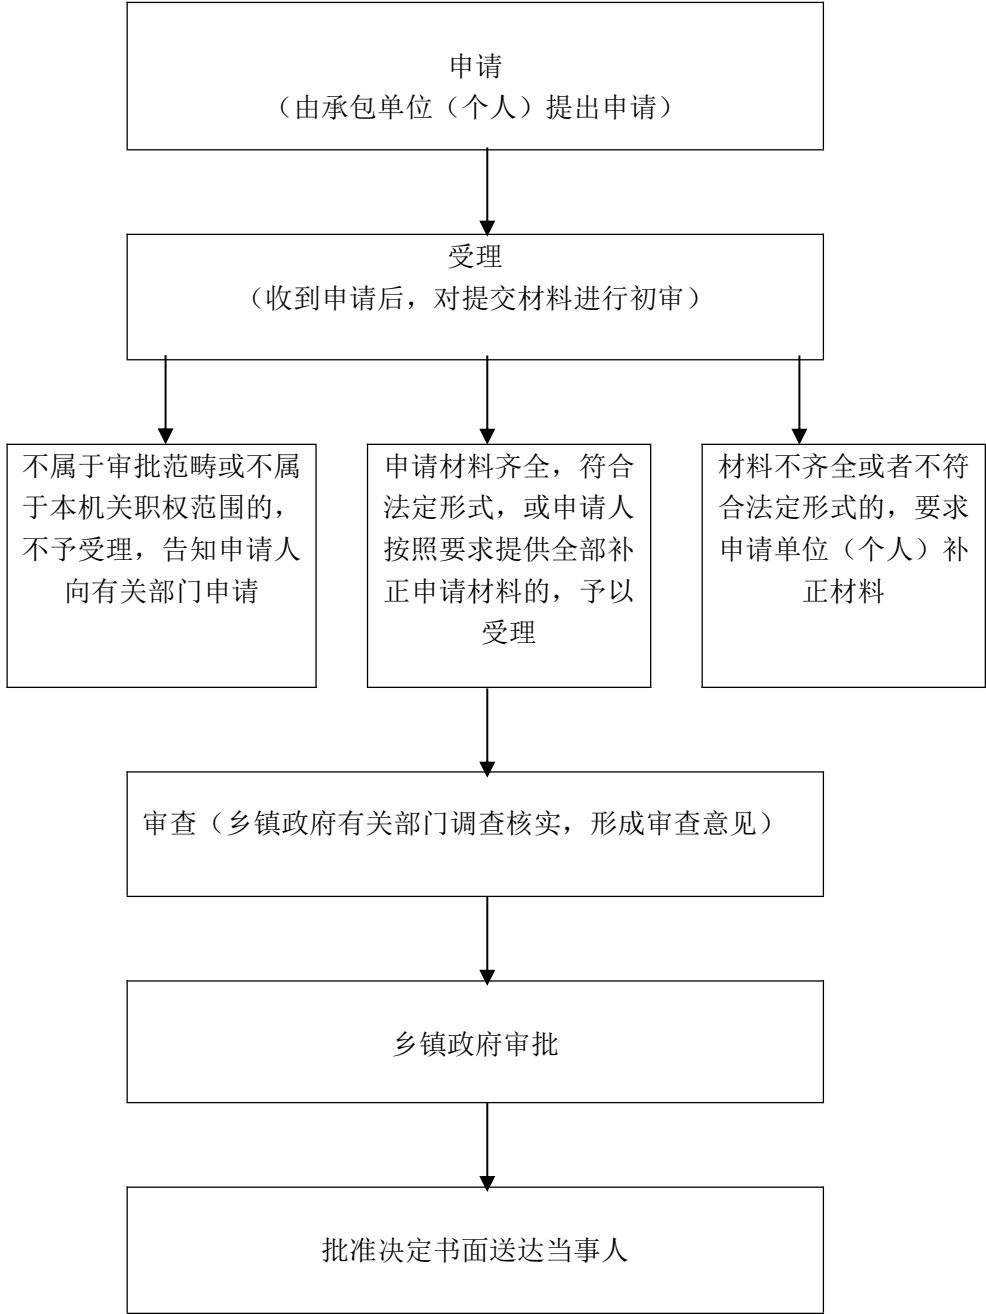 申请
（由承包单位（个人）提出申请）
受理
（收到申请后，对提交材料进行初审）
不属于审批范畴或不属
于本机关职权范围的，
不予受理，告知申请人
向有关部门申请
申请材料齐全，符合
法定形式，或申请人
按照要求提供全部补
正申请材料的，予以
受理
材料不齐全或者不符
合法定形式的，要求
申请单位（个人）补
正材料
审查（乡镇政府有关部门调查核实，形成审查意见）
乡镇政府审批
批准决定书面送达当事人